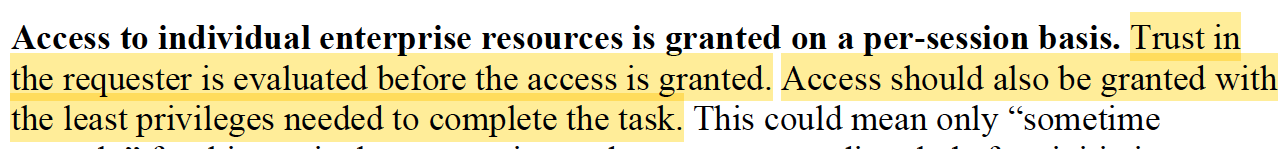 Access to individual enterprise resources is granted on a per-session basis. Trust in
the requester is evaluated before the access is granted. Access should also be granted with
the least privileges needed to complete the task. This could mean only “sometime